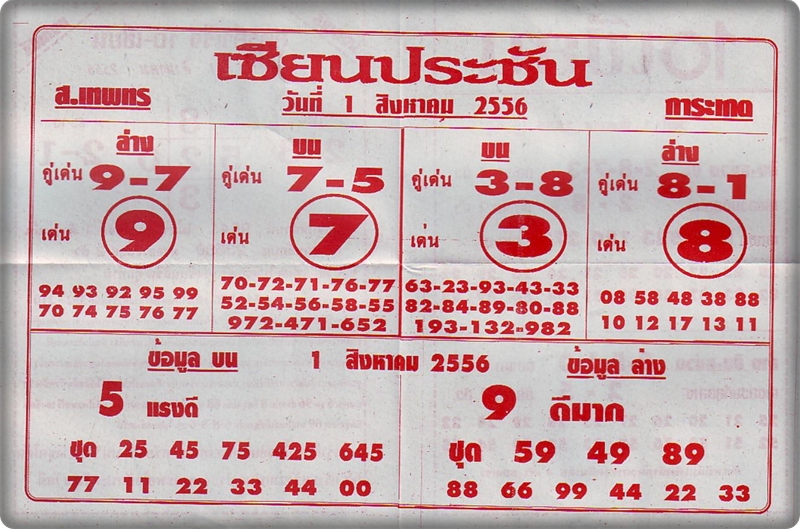 เซียนประชัน
ส.เทพทร วันที่ 1 สิงหาคม 2556 การะเกด
ล่าง
คู่เด่น 9-7
เด่น 9
94 93 92 95 99
70 74 75 76 77
บน
คู่เด่น 7-5
เด่น 7
70-72-71-76-77
52-54-56-58-55
972-471-652
บน
คู่เด่น 3-8
เด่น 3
63-23-93-43-33
82-84-89-80-88
193-132-982
ล่าง
คู่เด่น 8-1
เด่น 8
08 58 48 38 88
10 12 17 13 11
ข้อมูล บน 1 สิงหาคม 2556 ข้อมูล ล่าง
5 แรงดี
ชุด 25 45 75 425 645
77 11 22 33 44 00
9 ดีมาก
ชุด 59 49 89
88 66 99 44 22 33